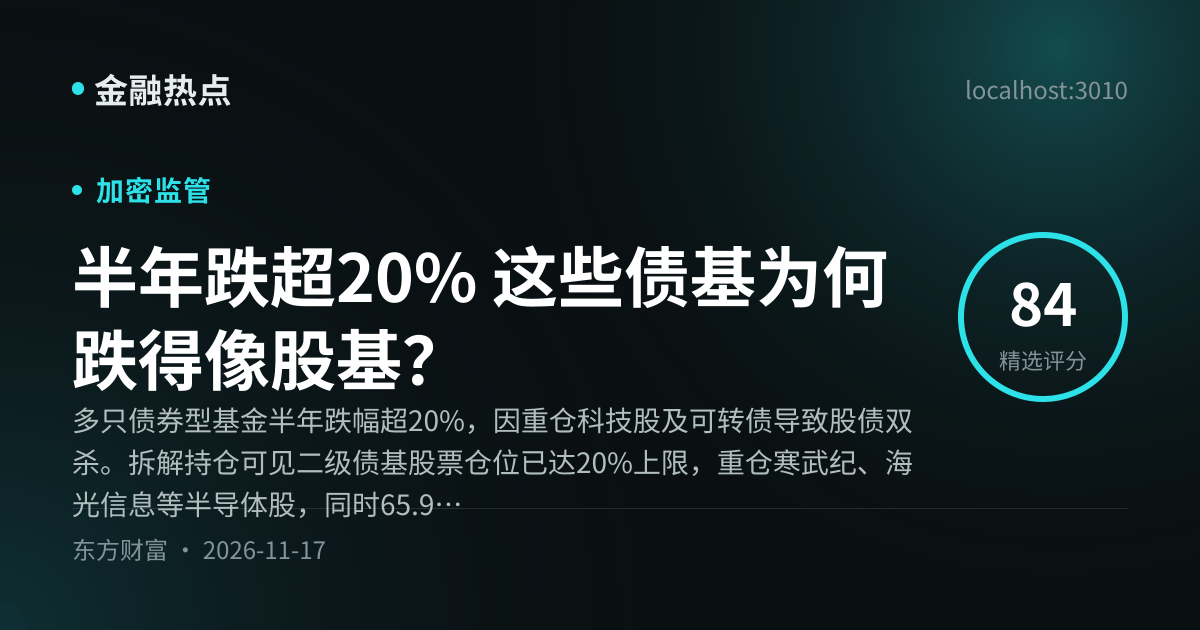 金融热点
localhost:3010
加密监管
半年跌超20% 这些债基为何
跌得像股基?
84
精选评分
多只债券型基金半年跌幅超20%，因重仓科技股及可转债导致股债双
杀。拆解持仓可见二级债基股票仓位已达20%上限，重仓寒武纪、海
光信息等半导体股，同时65.9…
东方财富 · 2026-11-17